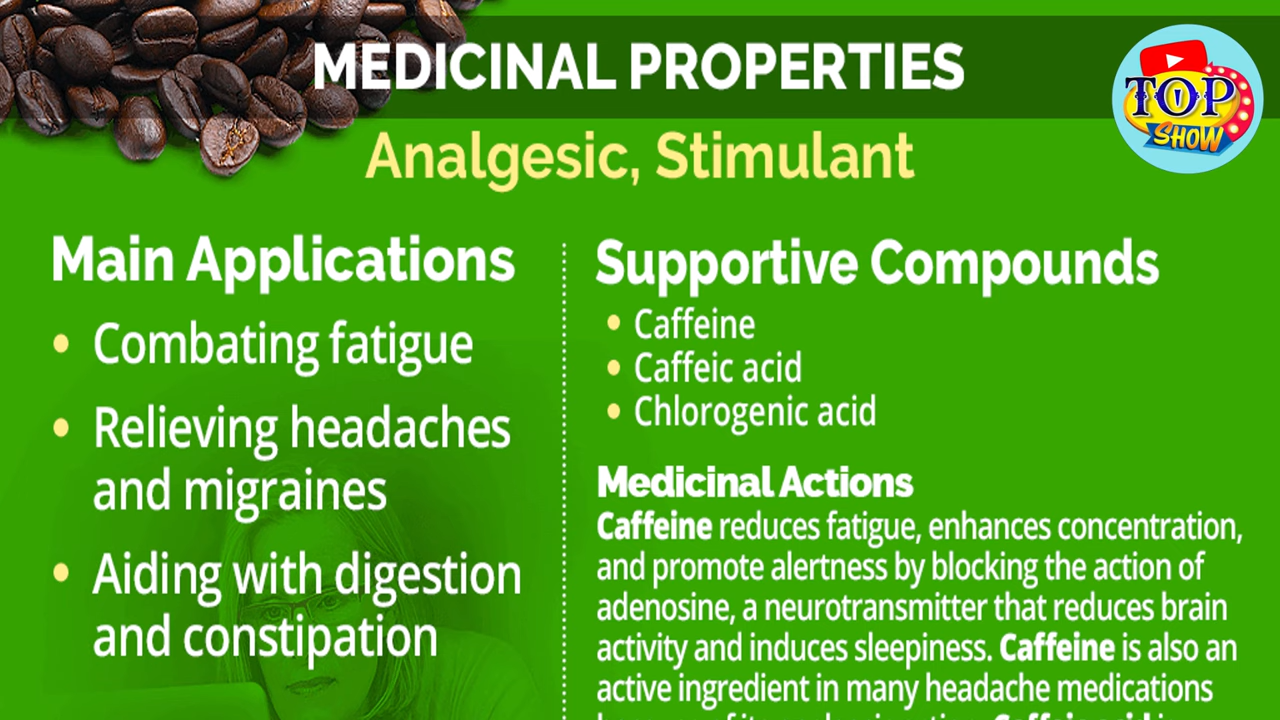 MEDICINAL PROPERTIES
TOP
SHOW
Analgesic, Stimulant
Main Applications
• Combating fatigue
• Relieving headaches
and migraines
• Aiding with digestion
and constipation
Supportive Compounds
• Caffeine
• Caffeic acid
• Chlorogenic acid
Medicinal Actions
Caffeine reduces fatigue, enhances concentration,
and promote alertness by blocking the action of
adenosine, a neurotransmitter that reduces brain
activity and induces sleepiness. Caffeine is also an
active ingredient in many headache medications